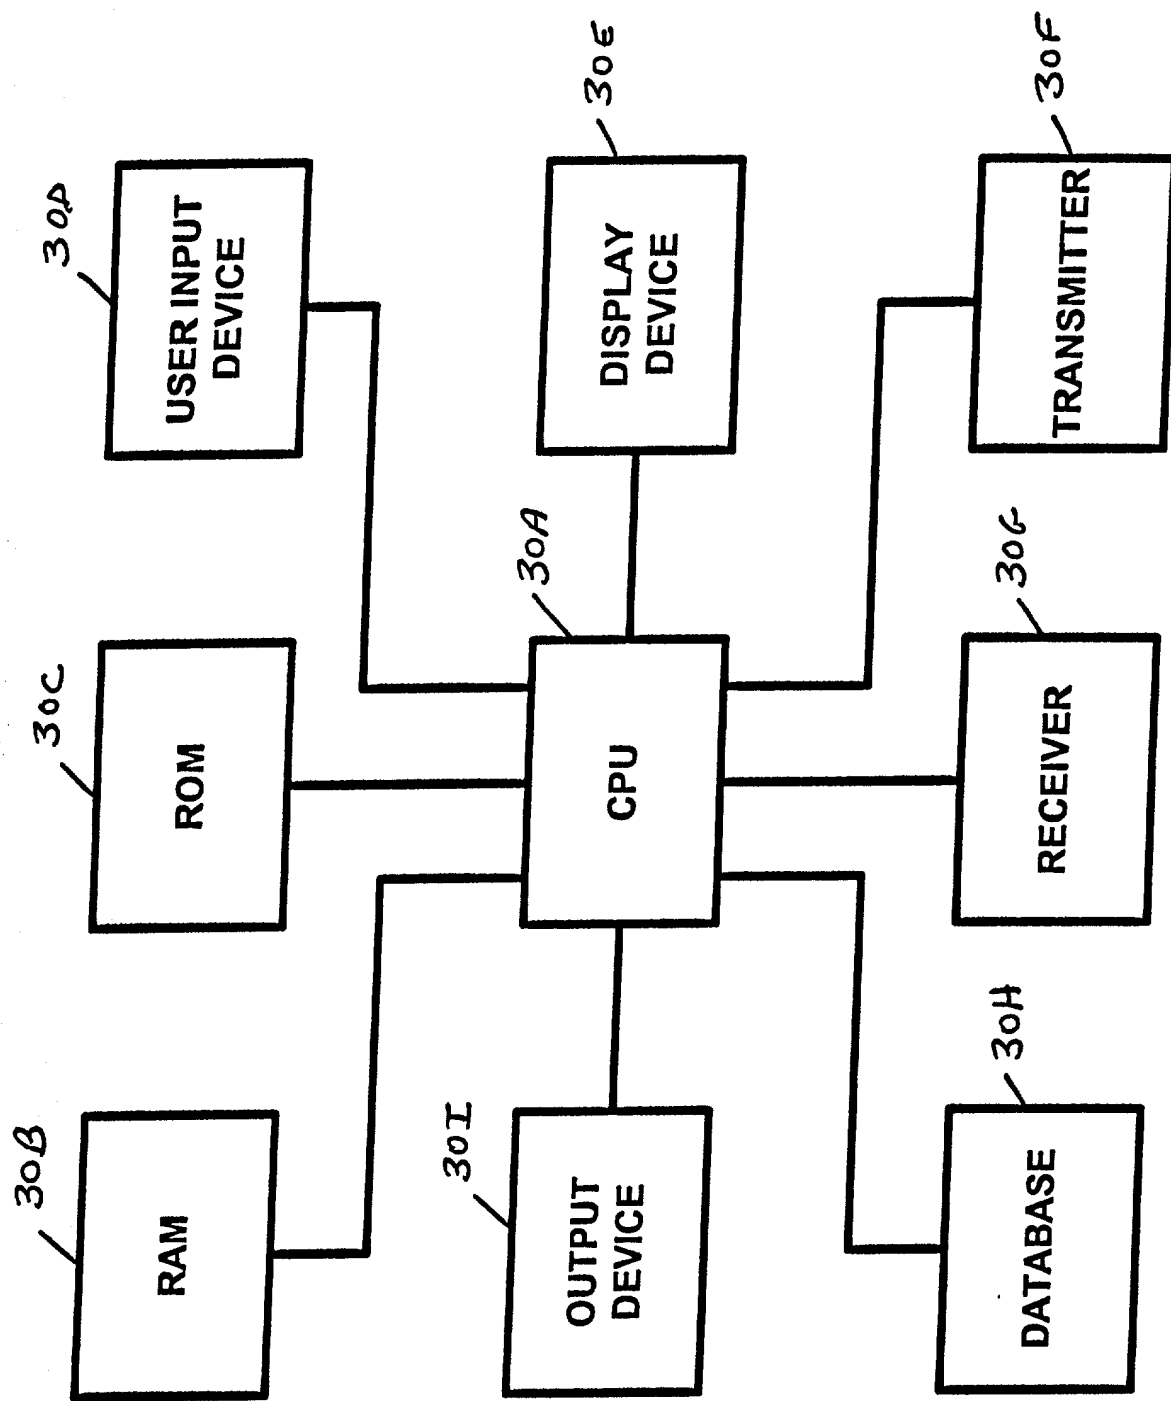 30B
30C
30D
RAM
ROM
USER INPUT
DEVICE
30I
30A
30E
OUTPUT
DEVICE
CPU
DISPLAY
DEVICE
30H
30G
30F
DATABASE
RECEIVER
TRANSMITTER